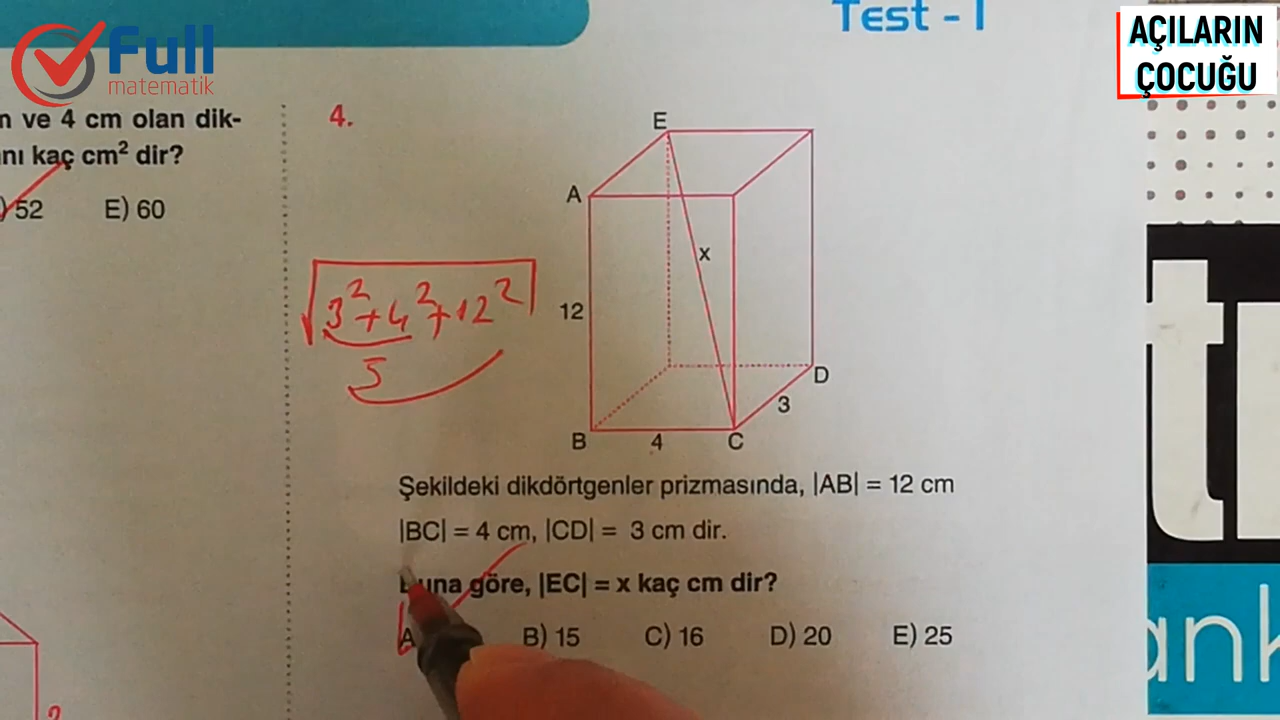 Full
matematik
Test - 1
AÇILARIN
ÇOCUĞU
ve 4 cm olan dik-
kaç cm² dir?
52 E) 60
4.
E
A
x
12
D
3
B 4 C
√3²+4²+12²
5
Şekildeki dikdörtgenler prizmasında, |AB| = 12 cm
|BC| = 4 cm, |CD| = 3 cm dir.
göre, |EC| = x kaç cm dir?
A B) 15 C) 16 D) 20 E) 25